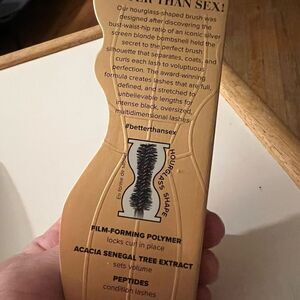 THAN SEX!
Our hourglass-shaped brush was
designed after discovering the
bust-waist-hip ratio of an iconic silver
screen blonde bombshell held the
secret to the perfect brush
silhouette that separates, coats, and
curls each lash to voluptuous
perfection. The award-winning
formula creates lashes that are full,
defined, and stretched to
unbelievable lengths for
intense black, oversized,
multidimensional lashes.
#betterthansex
HOURGLASS SHAPE
FILM-FORMING POLYMER
locks curl in place
ACACIA SENEGAL TREE EXTRACT
sets volume
PEPTIDES
condition lashes